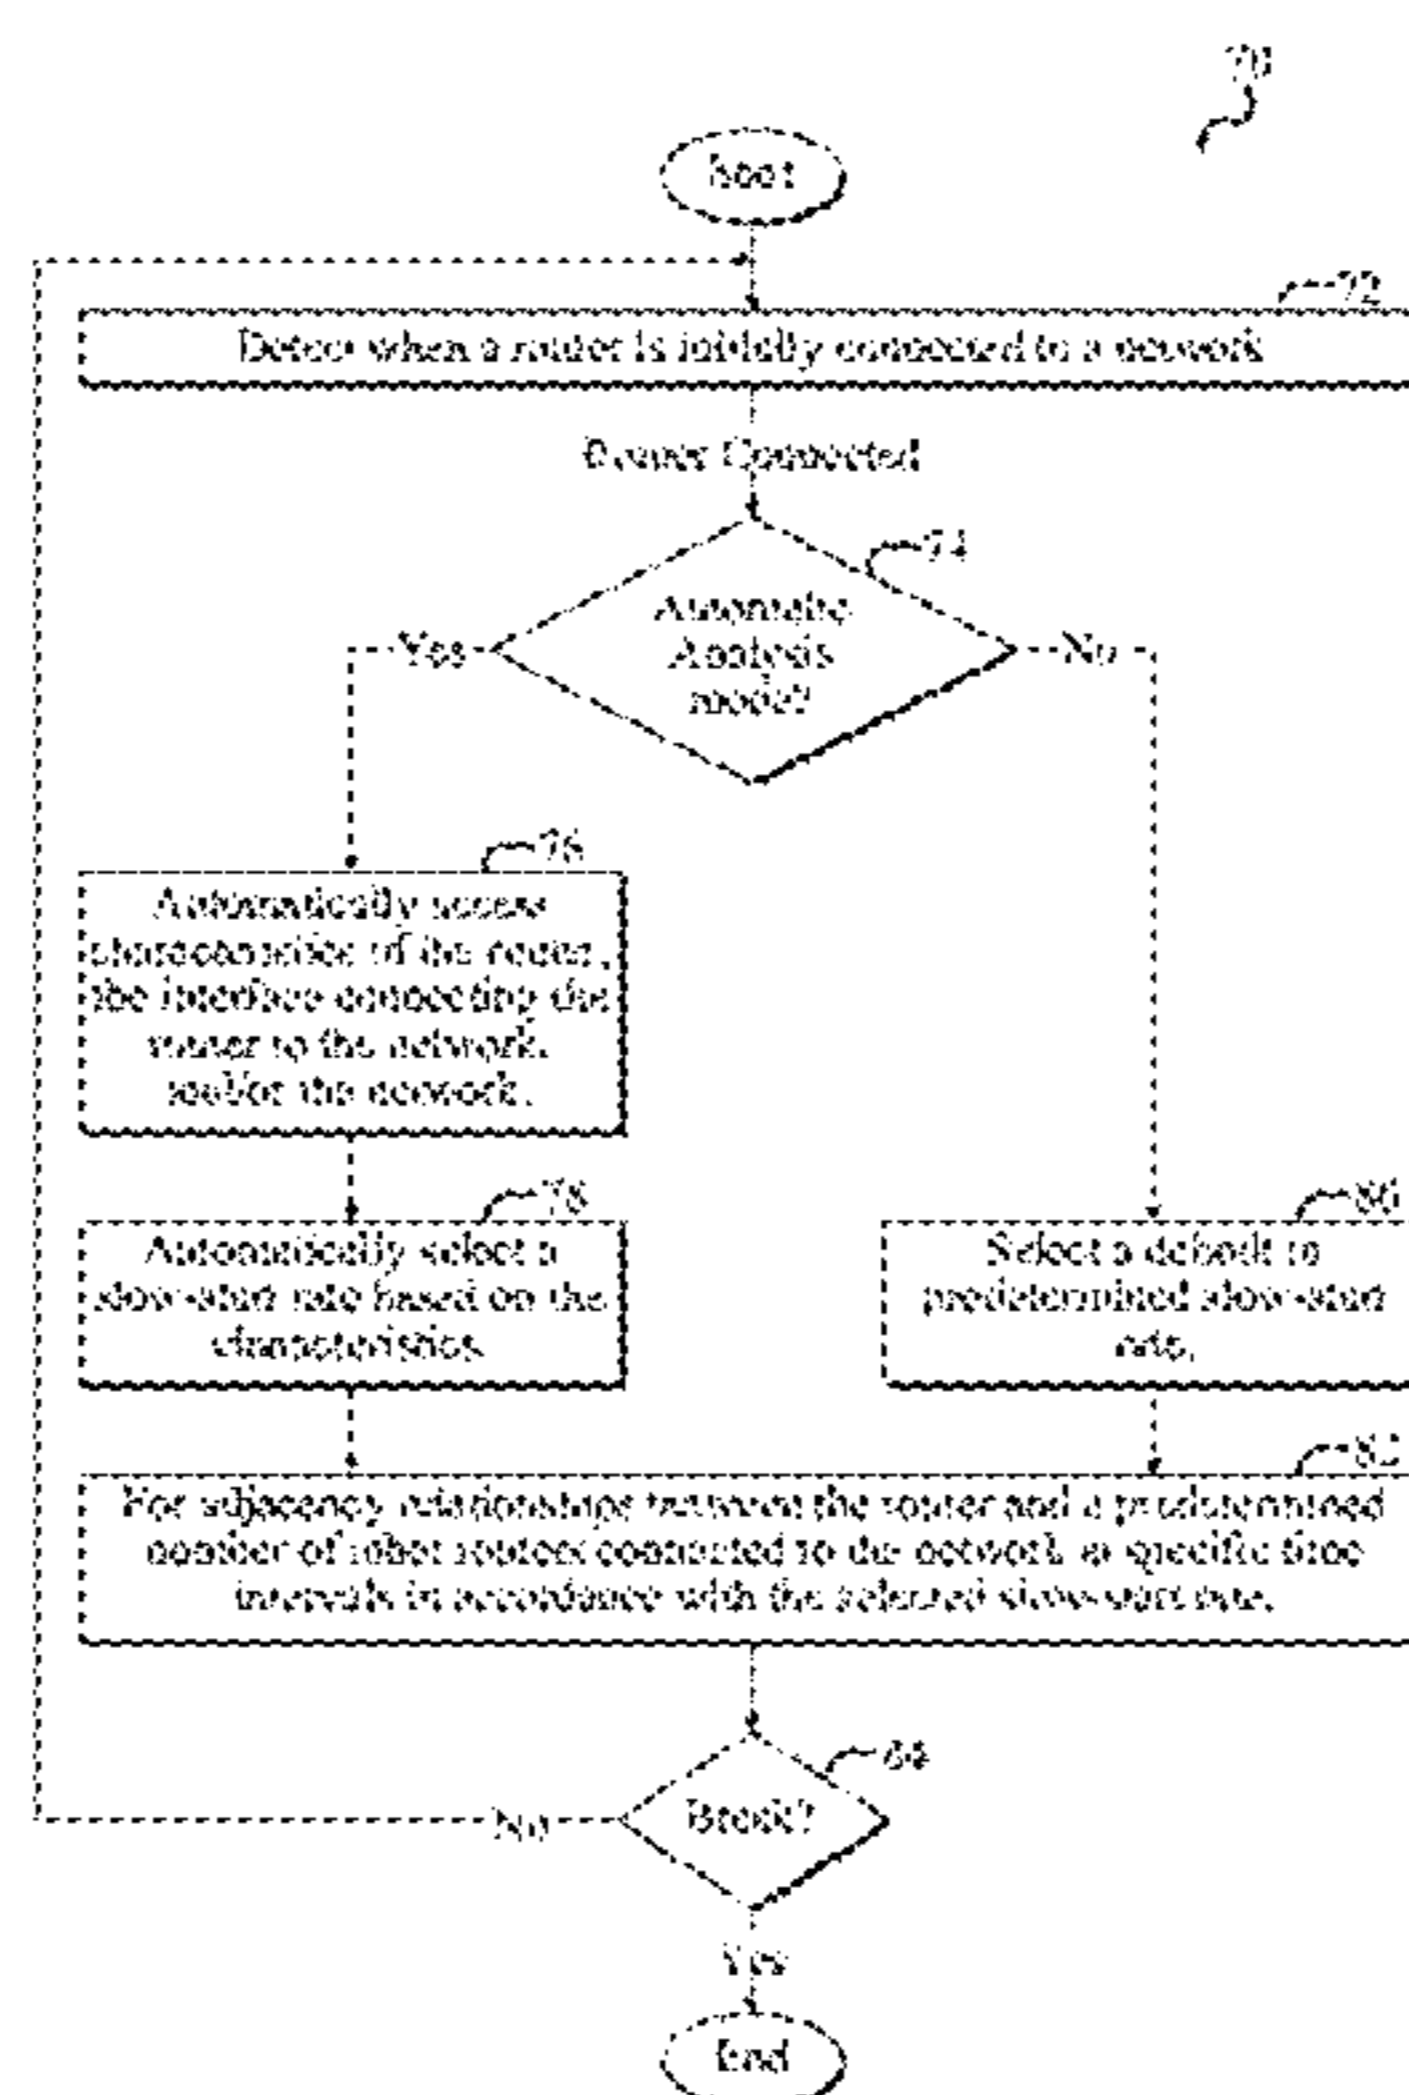 70
72
Detect when a router is initially connected to a network
Router Connected
74
Automatic
Analysis
mode?
Yes
No
76
Automatically access
characteristics of the router,
the interface connecting the
router to the network,
and/or the network.
78
Automatically select a
slow-start rate based on the
characteristics.
Select a default or
predetermined slow-start
rate.
For adjacency relationships between the router and a predetermined
number of other routers connected to the network at specific time
intervals in accordance with the selected slow-start rate.
84
Break?
No
Yes
End